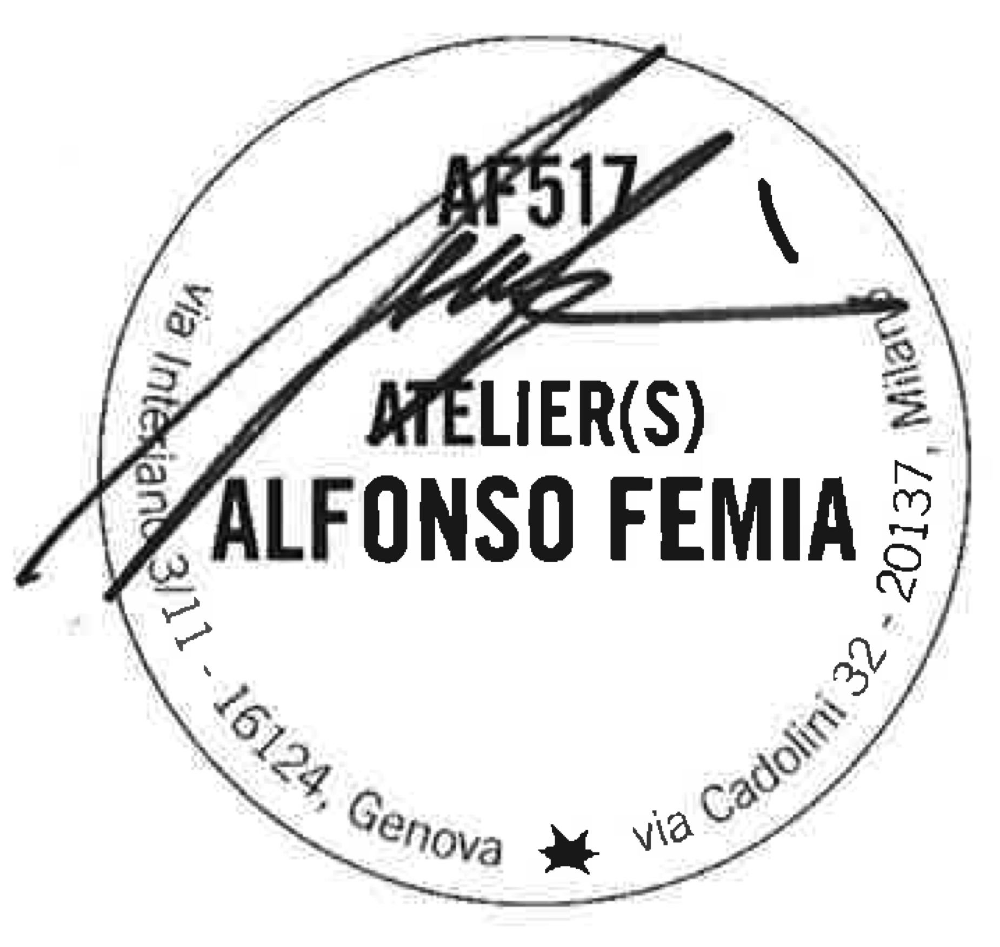 AF517
ATELIER(S)
ALFONSO FEMIA
via Interiano 3/11 - 16124, Genova
via Cadolini 32 - 20137, Milano